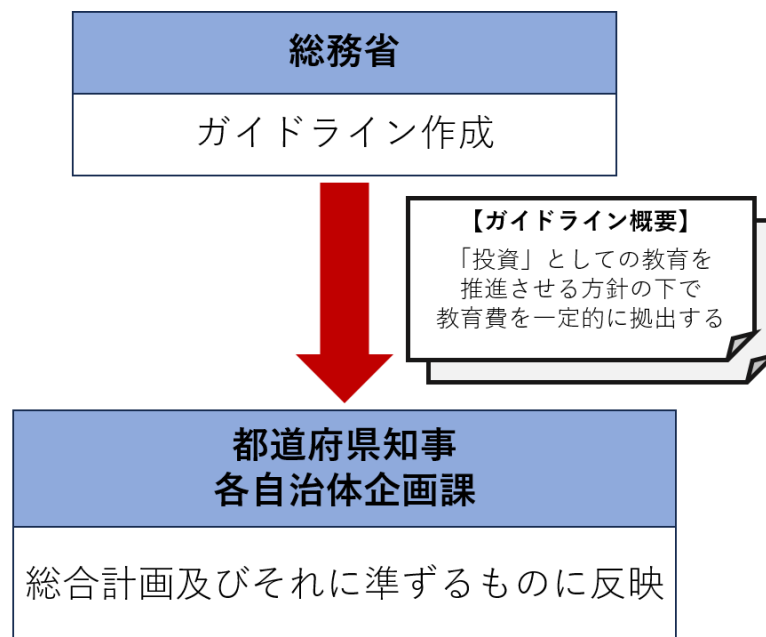 総務省
ガイドライン作成
【ガイドライン概要】
「投資」としての教育を
推進させる方針の下で
教育費を一定的に拠出する
都道府県知事
各自治体企画課
総合計画及びそれに準ずるものに反映